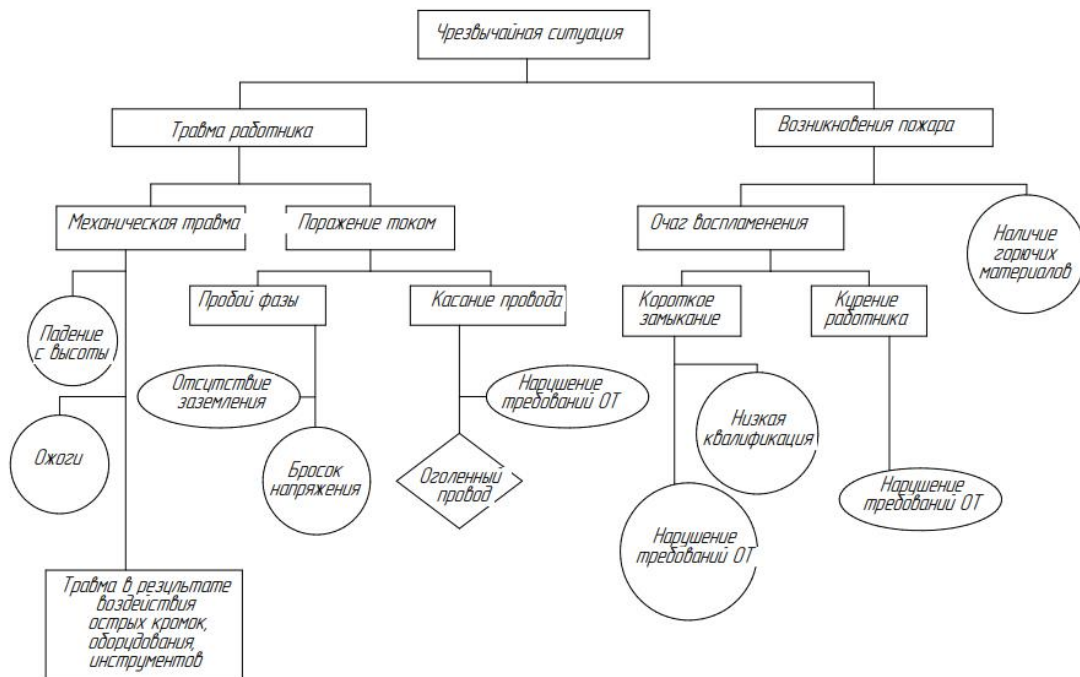 Чрезвычайная ситуация
Травма работника
Возникновения пожара
Механическая травма
Поражение током
Очаг воспламенения
Наличие
горючих
материалов
Пробой фазы
Касание провода
Короткое
замыкание
Курение
работника
Падение
с высоты
Отсутствие
заземления
Нарушение
требований ОТ
Низкая
квалификация
Ожоги
Бросок
напряжения
Оголенный
провод
Нарушение
требований ОТ
Нарушение
требований ОТ
Травма в результате
воздействия
острых кромок,
оборудования,
инструментов